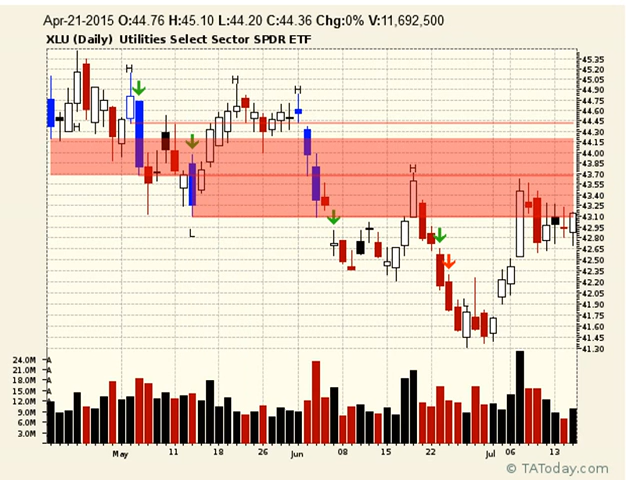 Apr-21-2015 O:44.76 H:45.10 L:44.20 C:44.36 Chg:0% V:11,692,500
XLU (Daily) Utilities Select Sector SPDR ETF
45.35
45.20
45.05
44.90
44.75
44.60
44.45
44.30
44.15
44.00
43.85
43.70
43.55
43.40
43.25
43.10
42.95
42.80
42.65
42.50
42.35
42.20
42.05
41.90
41.75
41.60
41.45
41.30
H
H
H
H
H
L
L
24.0M A
21.0M A
18.0M A
15.0M A
12.0M A
9.0M
6.0M
3.0M
May 11 18 26 Jun 08 15 22 Jul 06 13
© TAToday.com